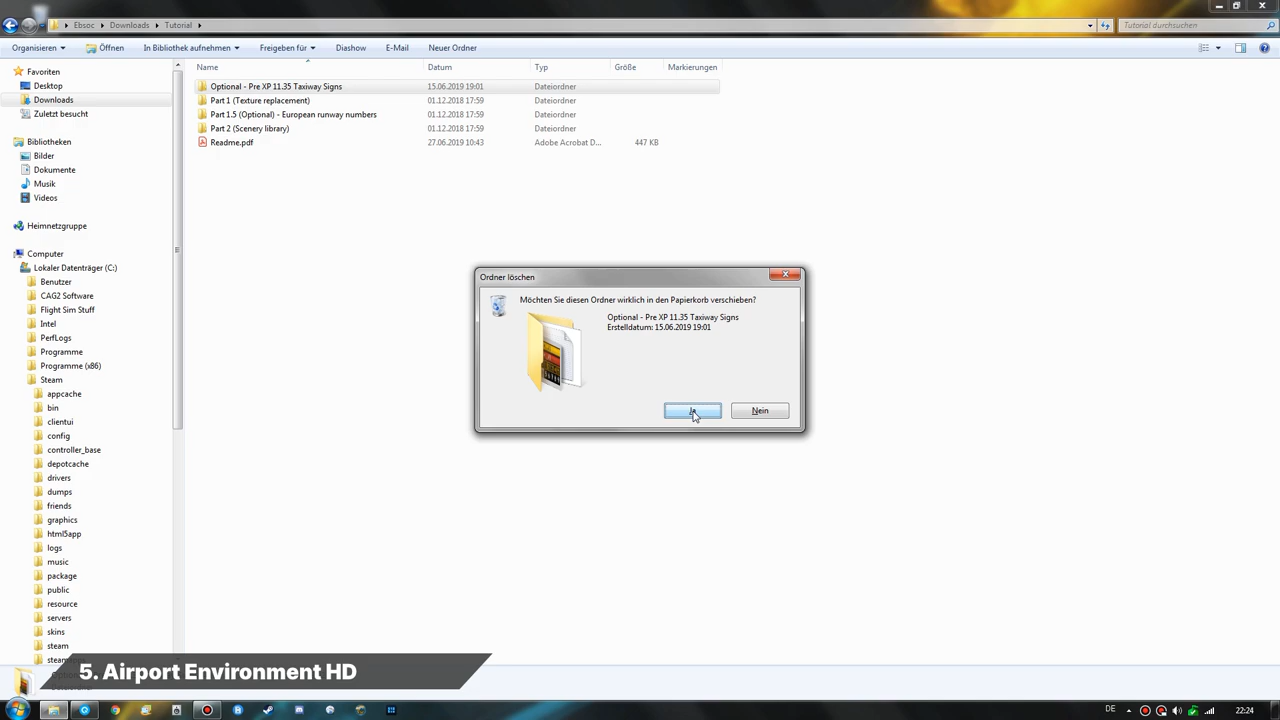 Ebsoc Downloads Tutorial
Tutorial durchsuchen
Organisieren Öffnen In Bibliothek aufnehmen Freigeben für Diashow E-Mail Neuer Ordner
Favoriten
Desktop
Downloads
Zuletzt besucht
Bibliotheken
Bilder
Dokumente
Musik
Videos
Heimnetzgruppe
Computer
Lokaler Datenträger (C:)
Benutzer
CAG2 Software
Flight Sim Stuff
Intel
PerfLogs
Programme
Programme (x86)
Steam
appcache
bin
clientui
config
controller_base
depotcache
drivers
dumps
friends
graphics
html5app
logs
music
package
public
resource
servers
skins
steam
Name Datum Typ Größe Markierungen
Optional - Pre XP 11.35 Taxiway Signs 15.06.2019 19:01 Dateiordner
Part 1 (Texture replacement) 01.12.2018 17:59 Dateiordner
Part 1.5 (Optional) - European runway numbers 01.12.2018 17:59 Dateiordner
Part 2 (Scenery library) 01.12.2018 17:59 Dateiordner
Readme.pdf 27.06.2019 10:43 Adobe Acrobat D... 447 KB
Ordner löschen
Möchten Sie diesen Ordner wirklich in den Papierkorb verschieben?
Optional - Pre XP 11.35 Taxiway Signs
Erstelldatum: 15.06.2019 19:01
Nein
5. Airport Environment HD
DE 22:24